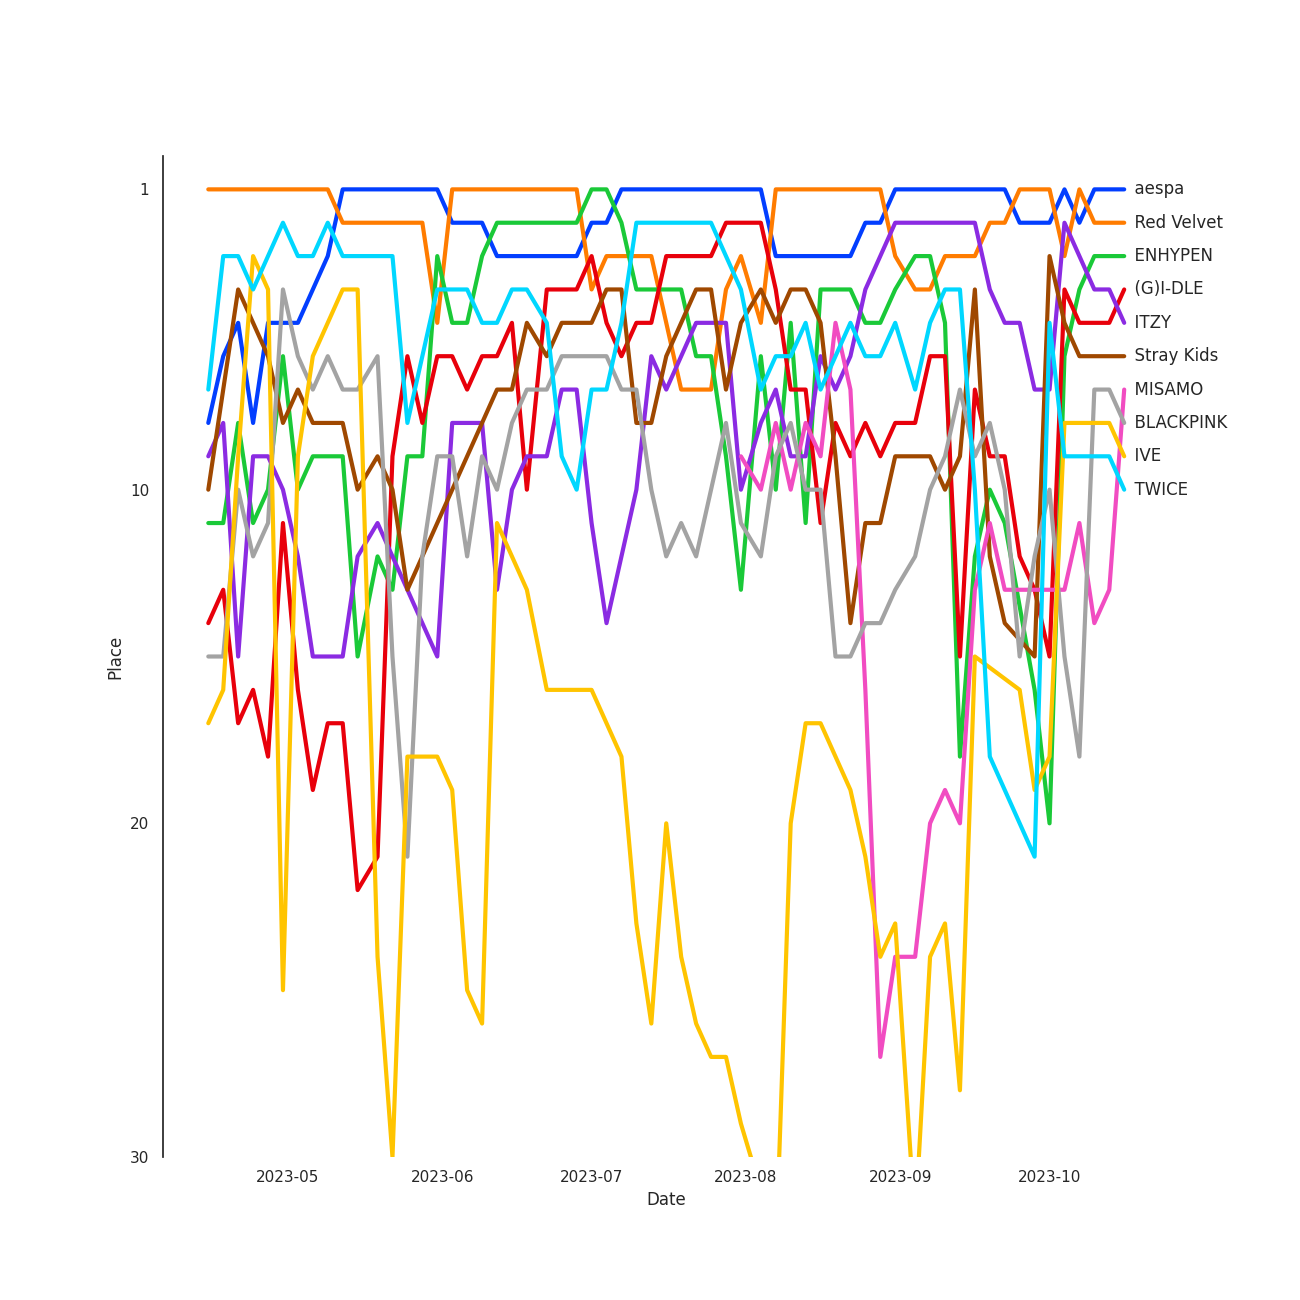 1
10
20
30
Place
2023-05
2023-06
2023-07
2023-08
2023-09
2023-10
Date
aespa
Red Velvet
ENHYPEN
(G)I-DLE
ITZY
Stray Kids
MISAMO
BLACKPINK
IVE
TWICE